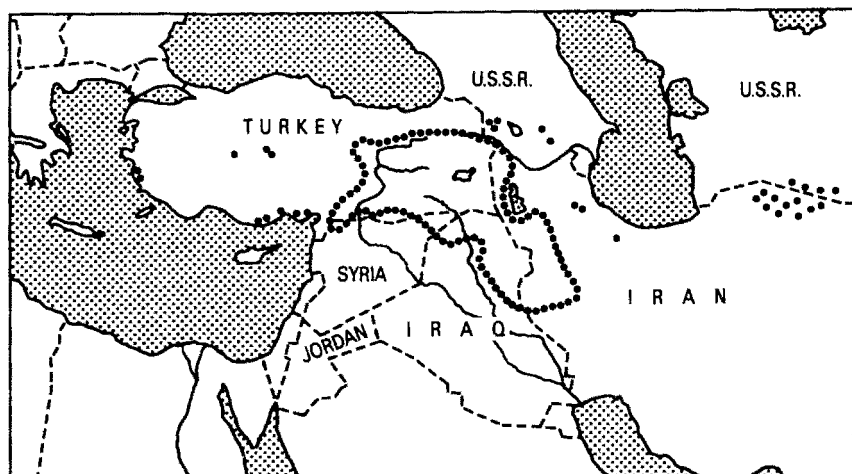 U.S.S.R.
U.S.S.R.
TURKEY
SYRIA
IRAN
JORDAN
IRAQ